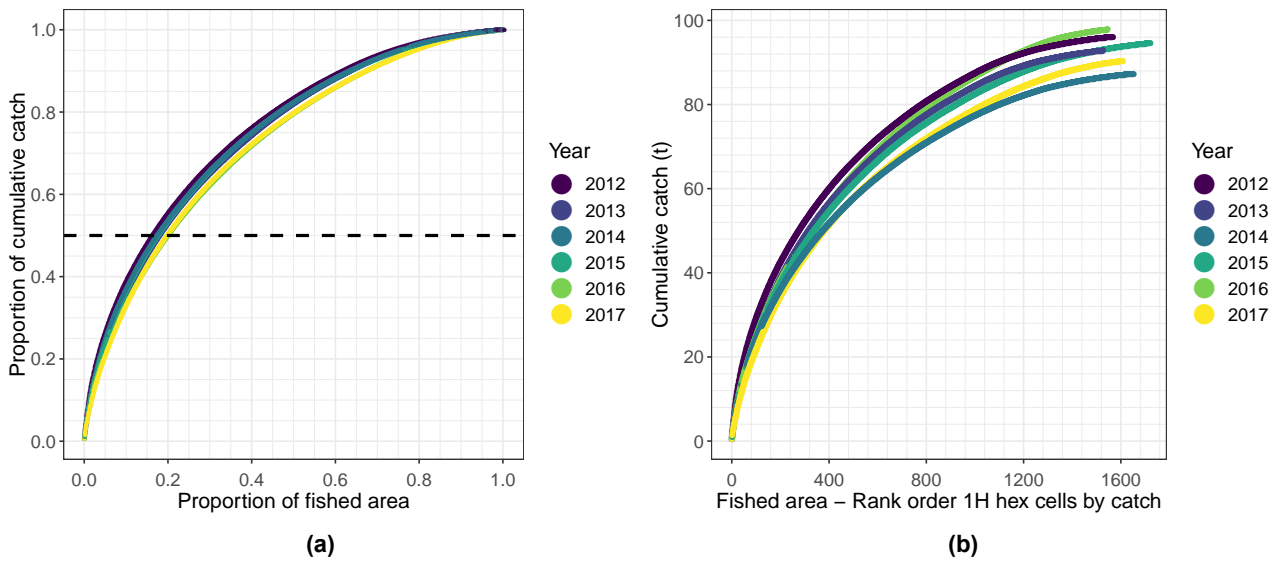 1.0
0.8
0.6
0.4
0.2
0.0
Proportion of cumulative catch
0.0 0.2 0.4 0.6 0.8 1.0
Proportion of fished area
Year
2012
2013
2014
2015
2016
2017
(a)
100
80
60
40
20
0
Cumulative catch (t)
0 400 800 1200 1600
Fished area − Rank order 1H hex cells by catch
Year
2012
2013
2014
2015
2016
2017
(b)